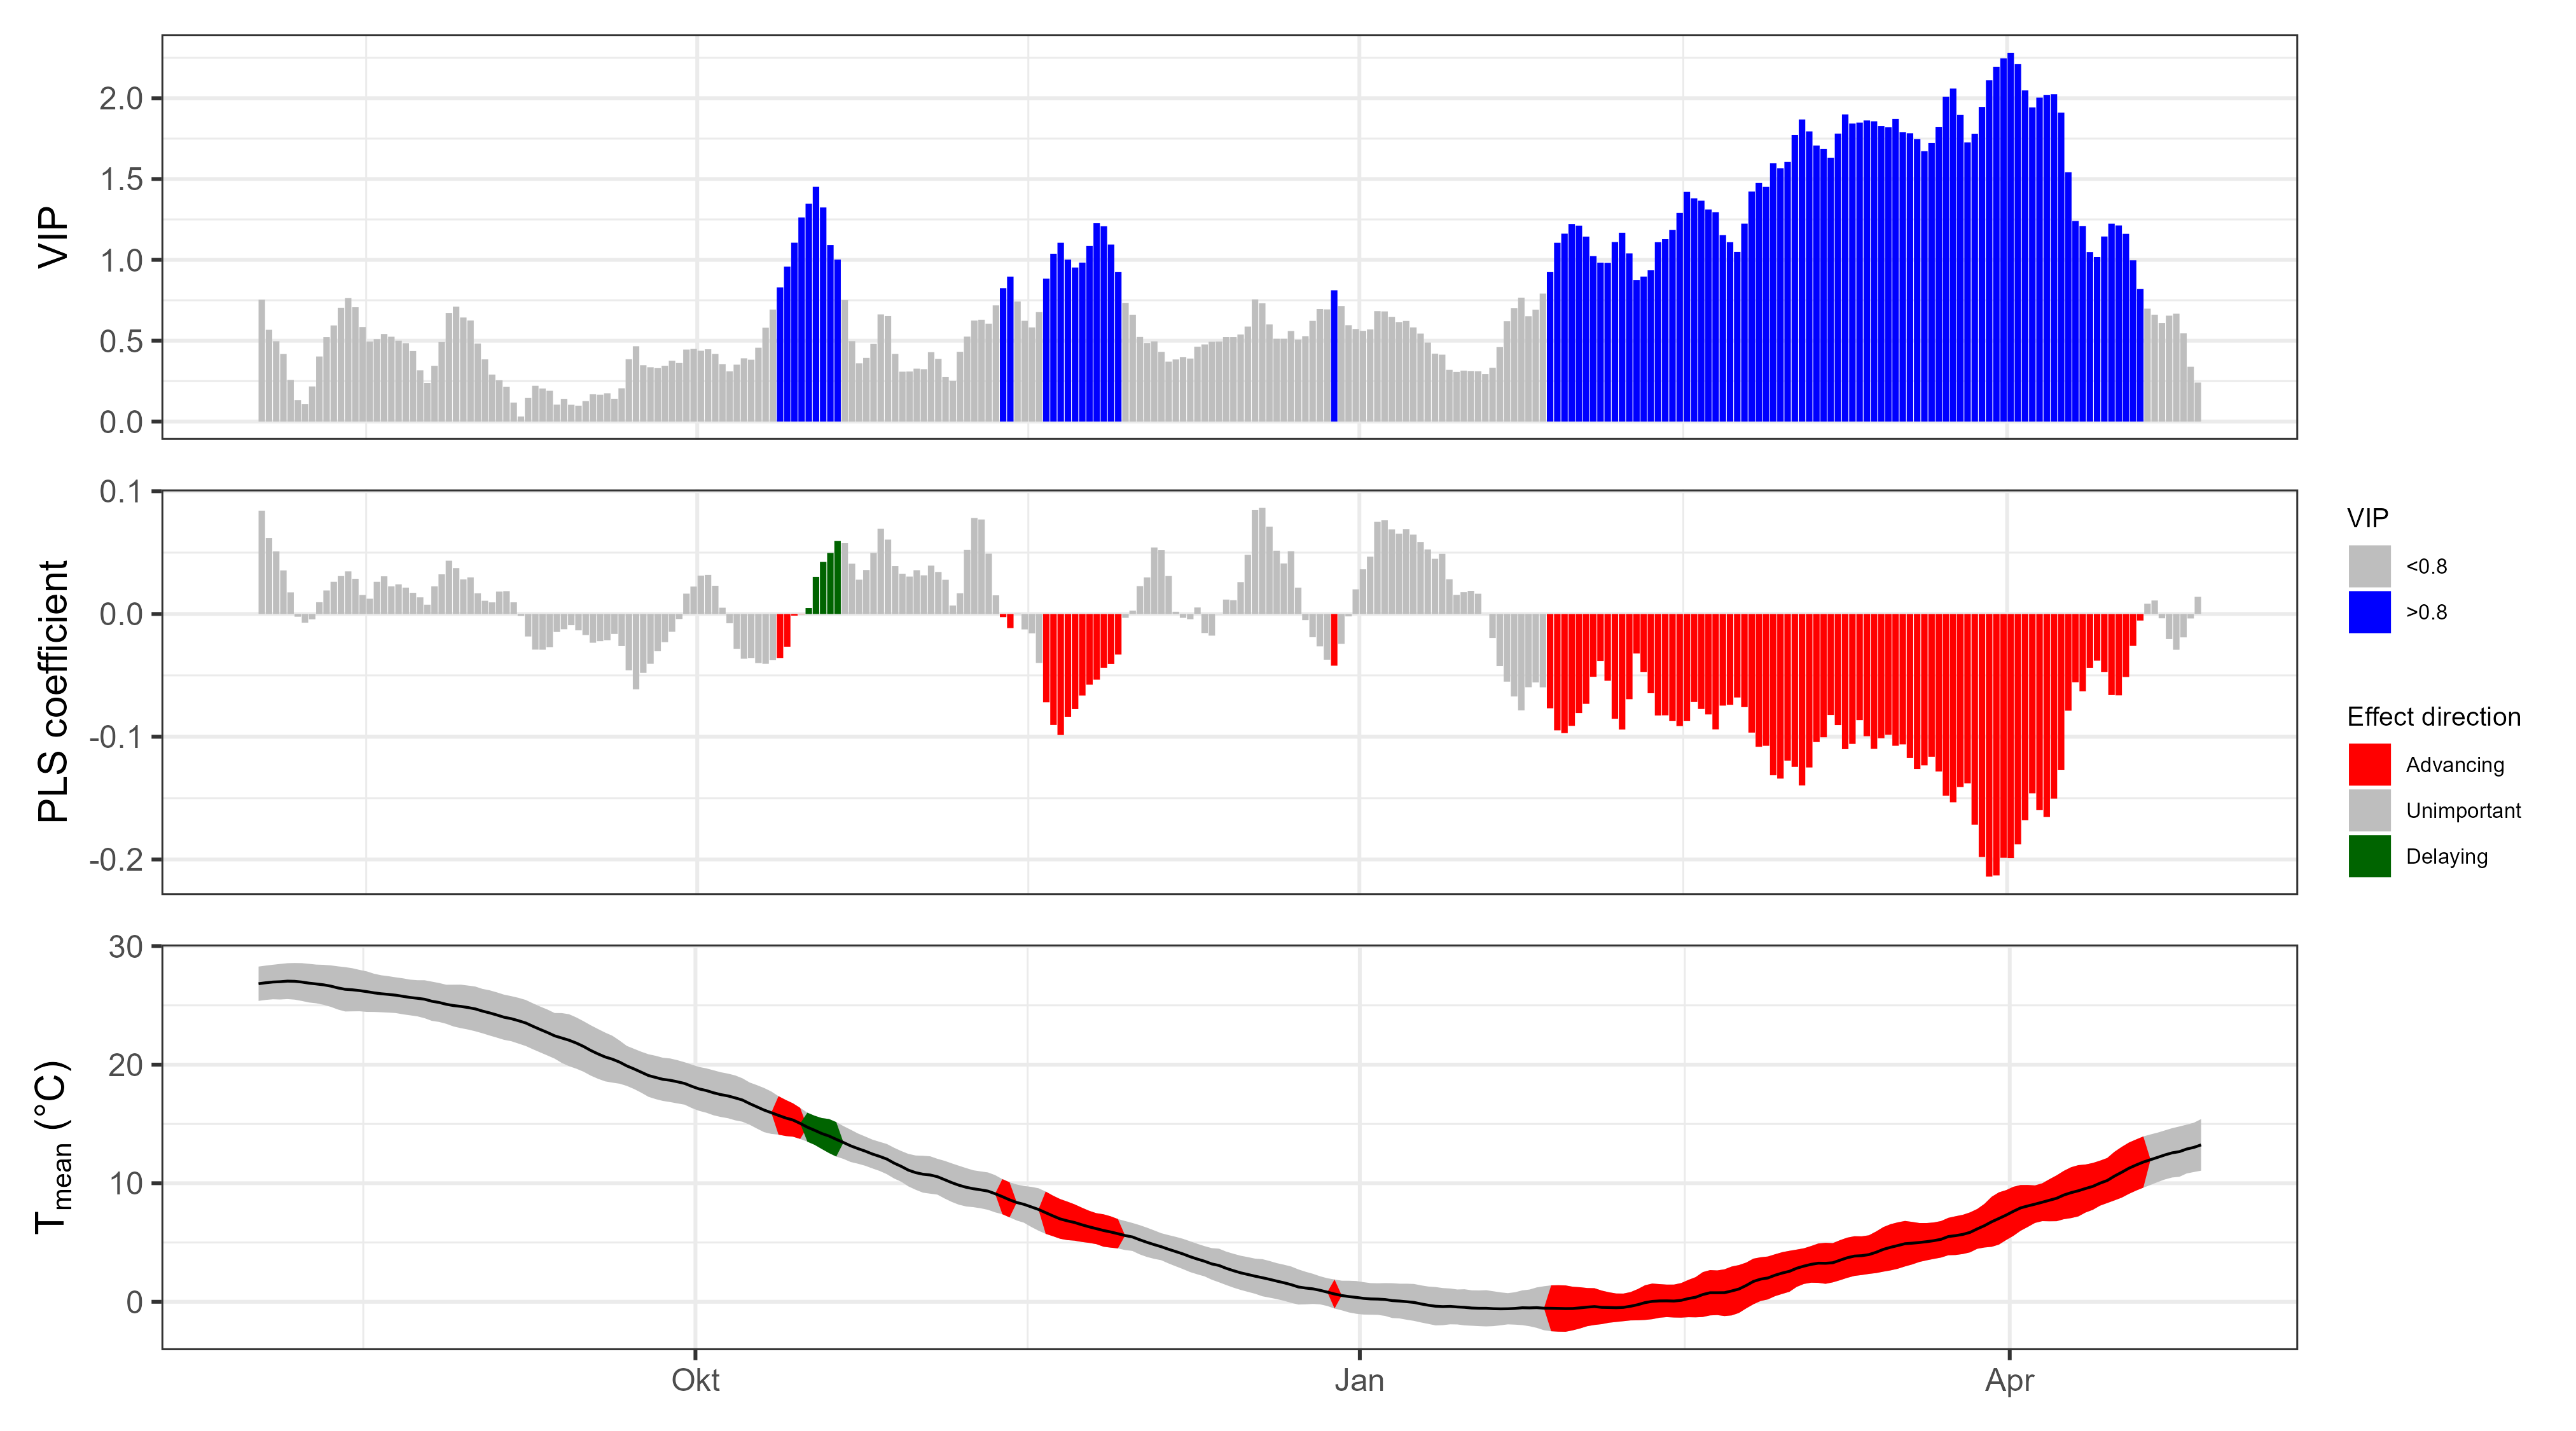 VIP
2.0
1.5
1.0
0.5
0.0
PLS coefficient
0.1
0.0
-0.1
-0.2
VIP
<0.8
>0.8
Effect direction
Advancing
Unimportant
Delaying
Tmean (°C)
30
20
10
0
Okt
Jan
Apr